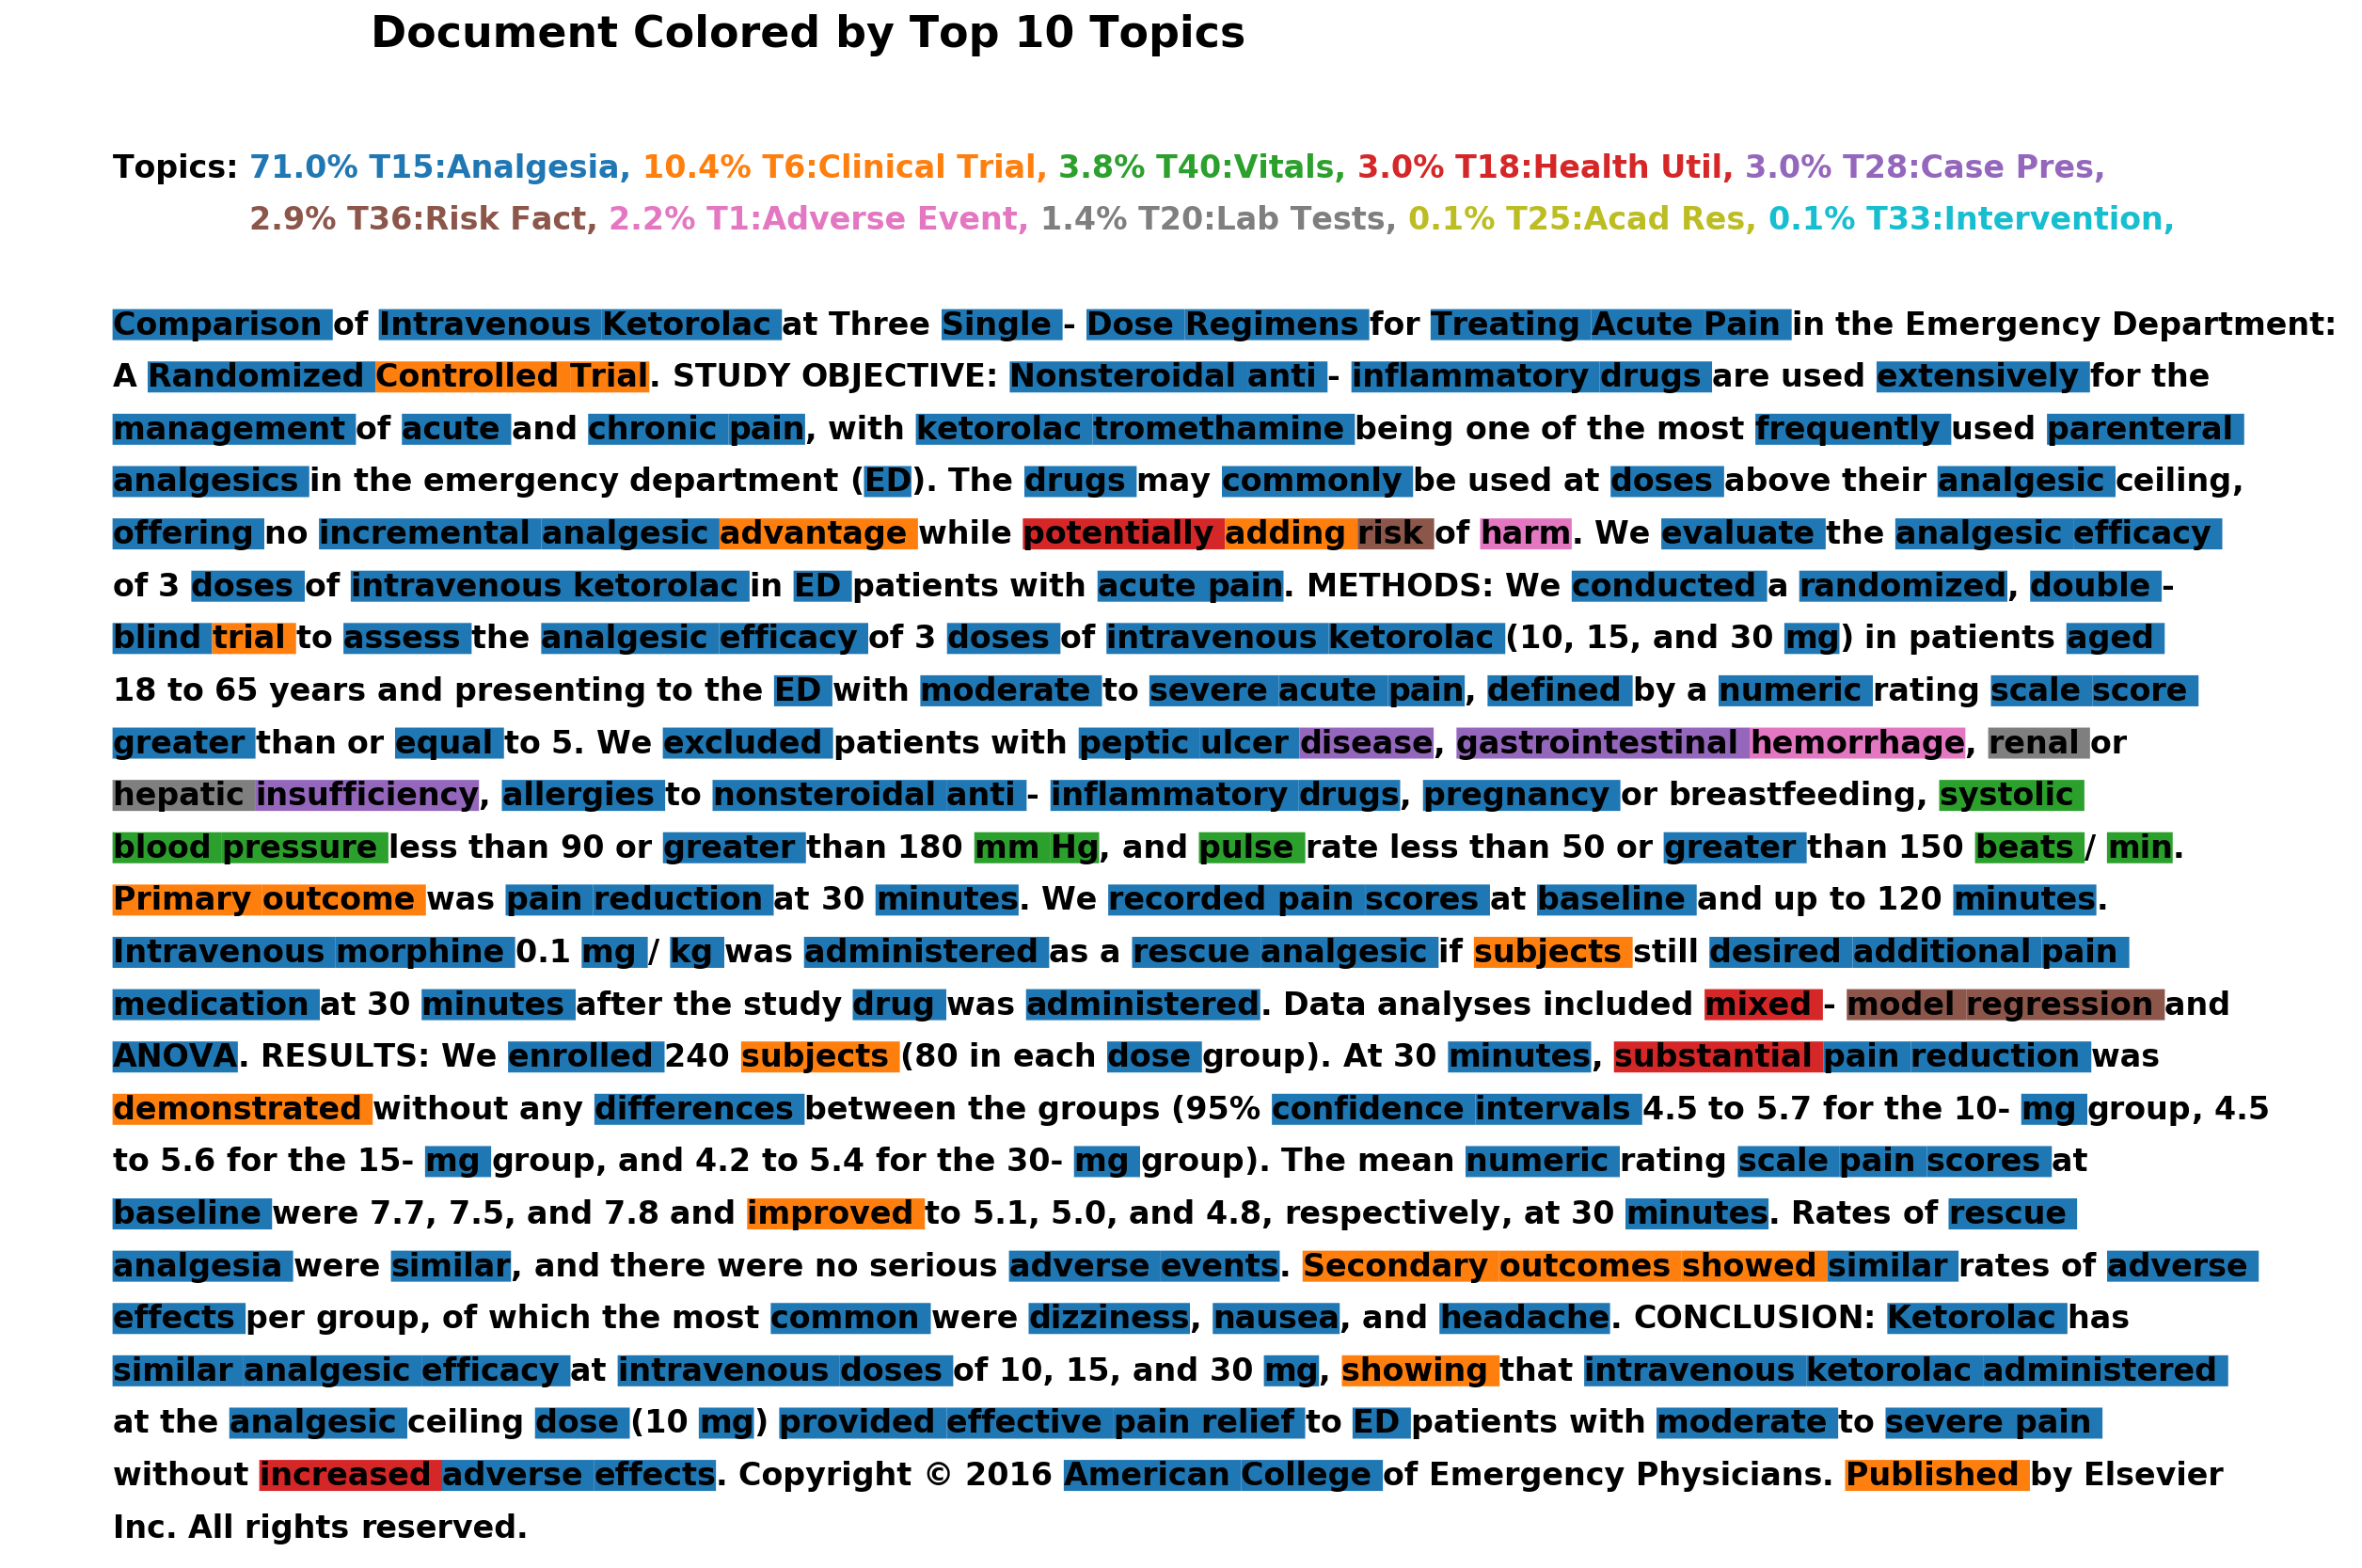 Document Colored by Top 10 Topics
Topics: 71.0% T15:Analgesia, 10.4% T6:Clinical Trial, 3.8% T40:Vitals, 3.0% T18:Health Util, 3.0% T28:Case Pres,
2.9% T36:Risk Fact, 2.2% T1:Adverse Event, 1.4% T20:Lab Tests, 0.1% T25:Acad Res, 0.1% T33:Intervention,
Comparison of Intravenous Ketorolac at Three Single - Dose Regimens for Treating Acute Pain in the Emergency Department:
A Randomized Controlled Trial. STUDY OBJECTIVE: Nonsteroidal anti - inflammatory drugs are used extensively for the
management of acute and chronic pain, with ketorolac tromethamine being one of the most frequently used parenteral
analgesics in the emergency department (ED). The drugs may commonly be used at doses above their analgesic ceiling,
offering no incremental analgesic advantage while potentially adding risk of harm. We evaluate the analgesic efficacy
of 3 doses of intravenous ketorolac in ED patients with acute pain. METHODS: We conducted a randomized, double -
blind trial to assess the analgesic efficacy of 3 doses of intravenous ketorolac (10, 15, and 30 mg) in patients aged
18 to 65 years and presenting to the ED with moderate to severe acute pain, defined by a numeric rating scale score
greater than or equal to 5. We excluded patients with peptic ulcer disease, gastrointestinal hemorrhage, renal or
hepatic insufficiency, allergies to nonsteroidal anti - inflammatory drugs, pregnancy or breastfeeding, systolic
blood pressure less than 90 or greater than 180 mm Hg, and pulse rate less than 50 or greater than 150 beats / min.
Primary outcome was pain reduction at 30 minutes. We recorded pain scores at baseline and up to 120 minutes.
Intravenous morphine 0.1 mg / kg was administered as a rescue analgesic if subjects still desired additional pain
medication at 30 minutes after the study drug was administered. Data analyses included mixed - model regression and
ANOVA. RESULTS: We enrolled 240 subjects (80 in each dose group). At 30 minutes, substantial pain reduction was
demonstrated without any differences between the groups (95% confidence intervals 4.5 to 5.7 for the 10- mg group, 4.5
to 5.6 for the 15- mg group, and 4.2 to 5.4 for the 30- mg group). The mean numeric rating scale pain scores at
baseline were 7.7, 7.5, and 7.8 and improved to 5.1, 5.0, and 4.8, respectively, at 30 minutes. Rates of rescue
analgesia were similar, and there were no serious adverse events. Secondary outcomes showed similar rates of adverse
effects per group, of which the most common were dizziness, nausea, and headache. CONCLUSION: Ketorolac has
similar analgesic efficacy at intravenous doses of 10, 15, and 30 mg, showing that intravenous ketorolac administered
at the analgesic ceiling dose (10 mg) provided effective pain relief to ED patients with moderate to severe pain
without increased adverse effects. Copyright © 2016 American College of Emergency Physicians. Published by Elsevier
Inc. All rights reserved.